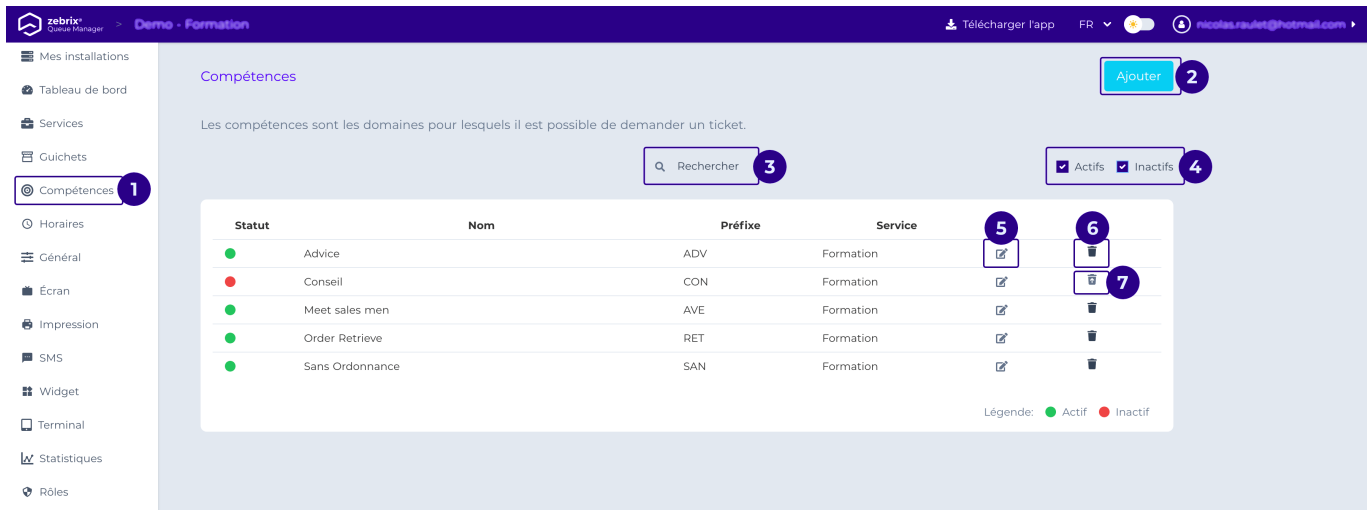 zebrix®
Queue Manager
> Demo - Formation
Télécharger l'app
FR
nicolas.raulet@hotmail.com
Mes installations
Tableau de bord
Services
Guichets
Compétences 1
Horaires
Général
Écran
Impression
SMS
Widget
Terminal
Statistiques
Rôles
Compétences
Ajouter 2
Les compétences sont les domaines pour lesquels il est possible de demander un ticket.
Rechercher 3
Actifs Inactifs 4
Statut Nom Préfixe Service 5 6
Advice ADV Formation
Conseil CON Formation 7
Meet sales men AVE Formation
Order Retrieve RET Formation
Sans Ordonnance SAN Formation
Légende: Actif Inactif